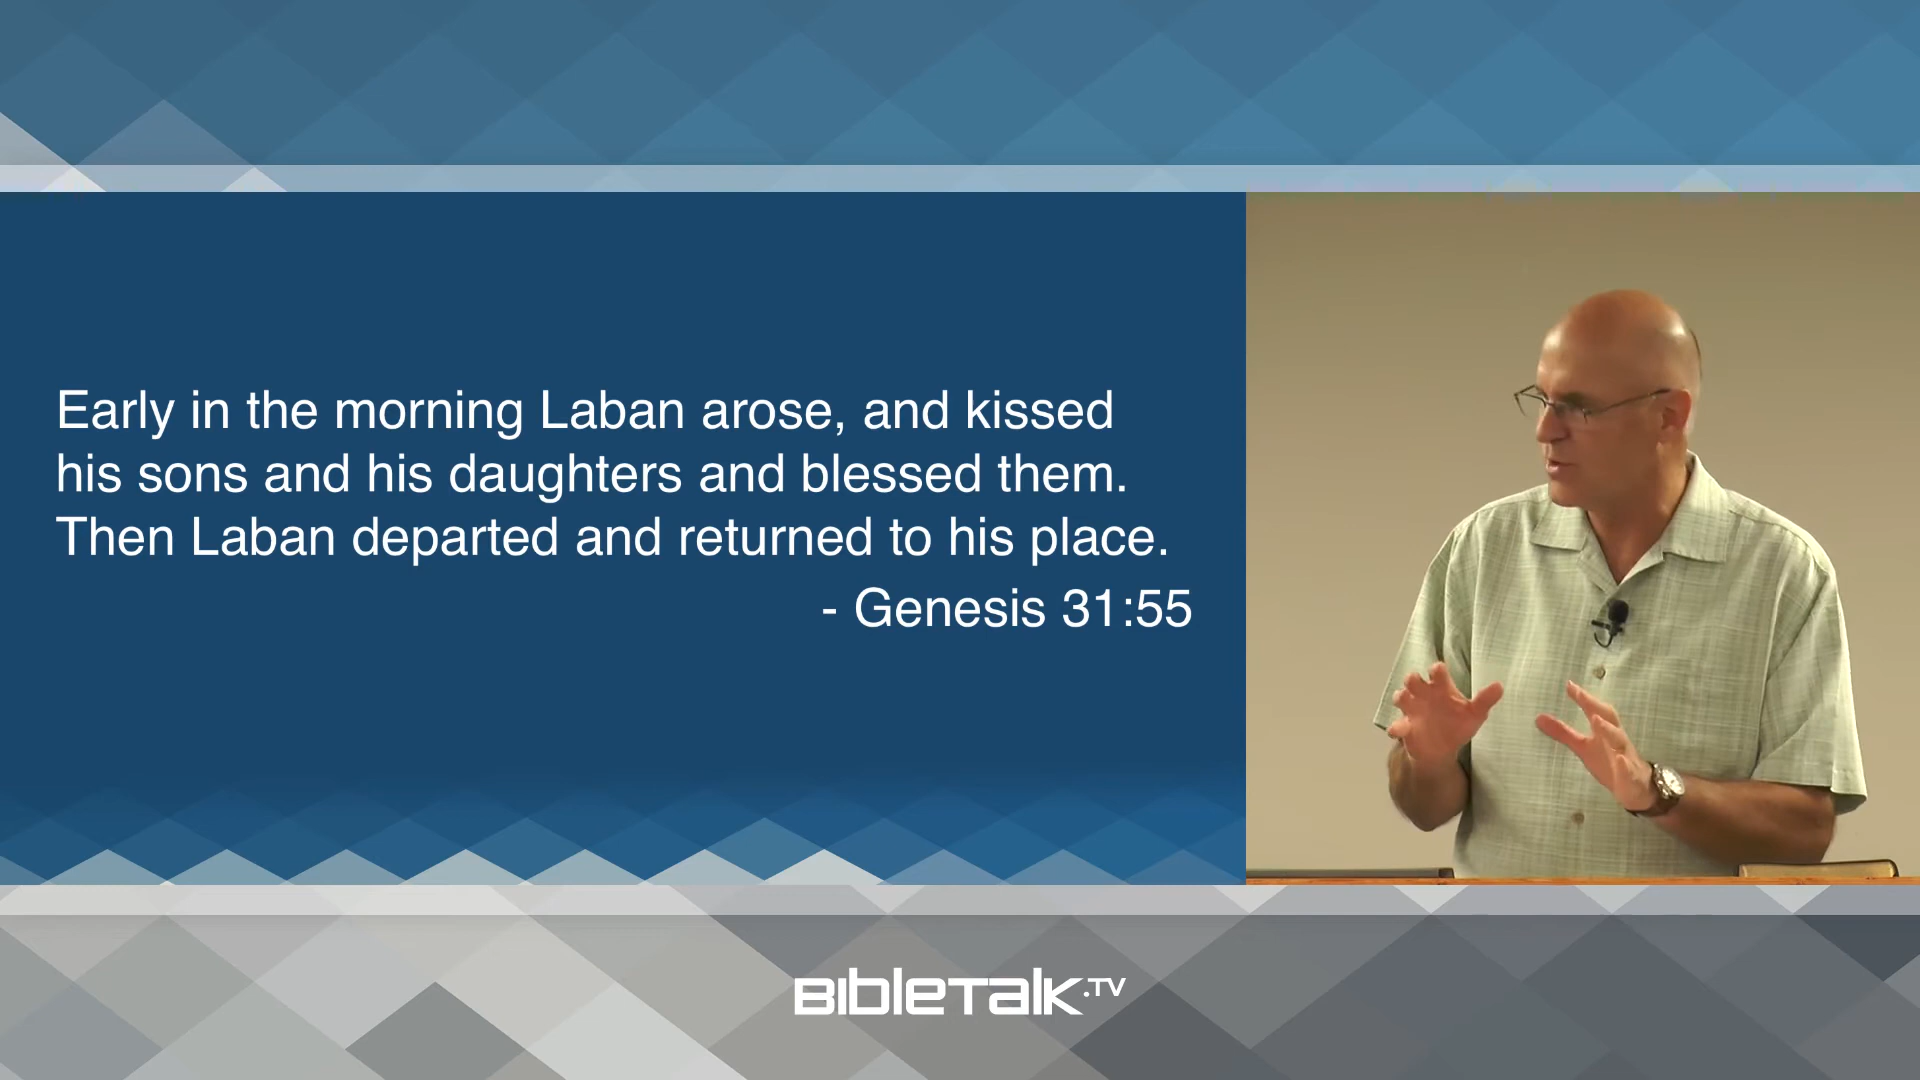 Early in the morning Laban arose, and kissed
his sons and his daughters and blessed them.
Then Laban departed and returned to his place.
- Genesis 31:55
BibleTalk.TV